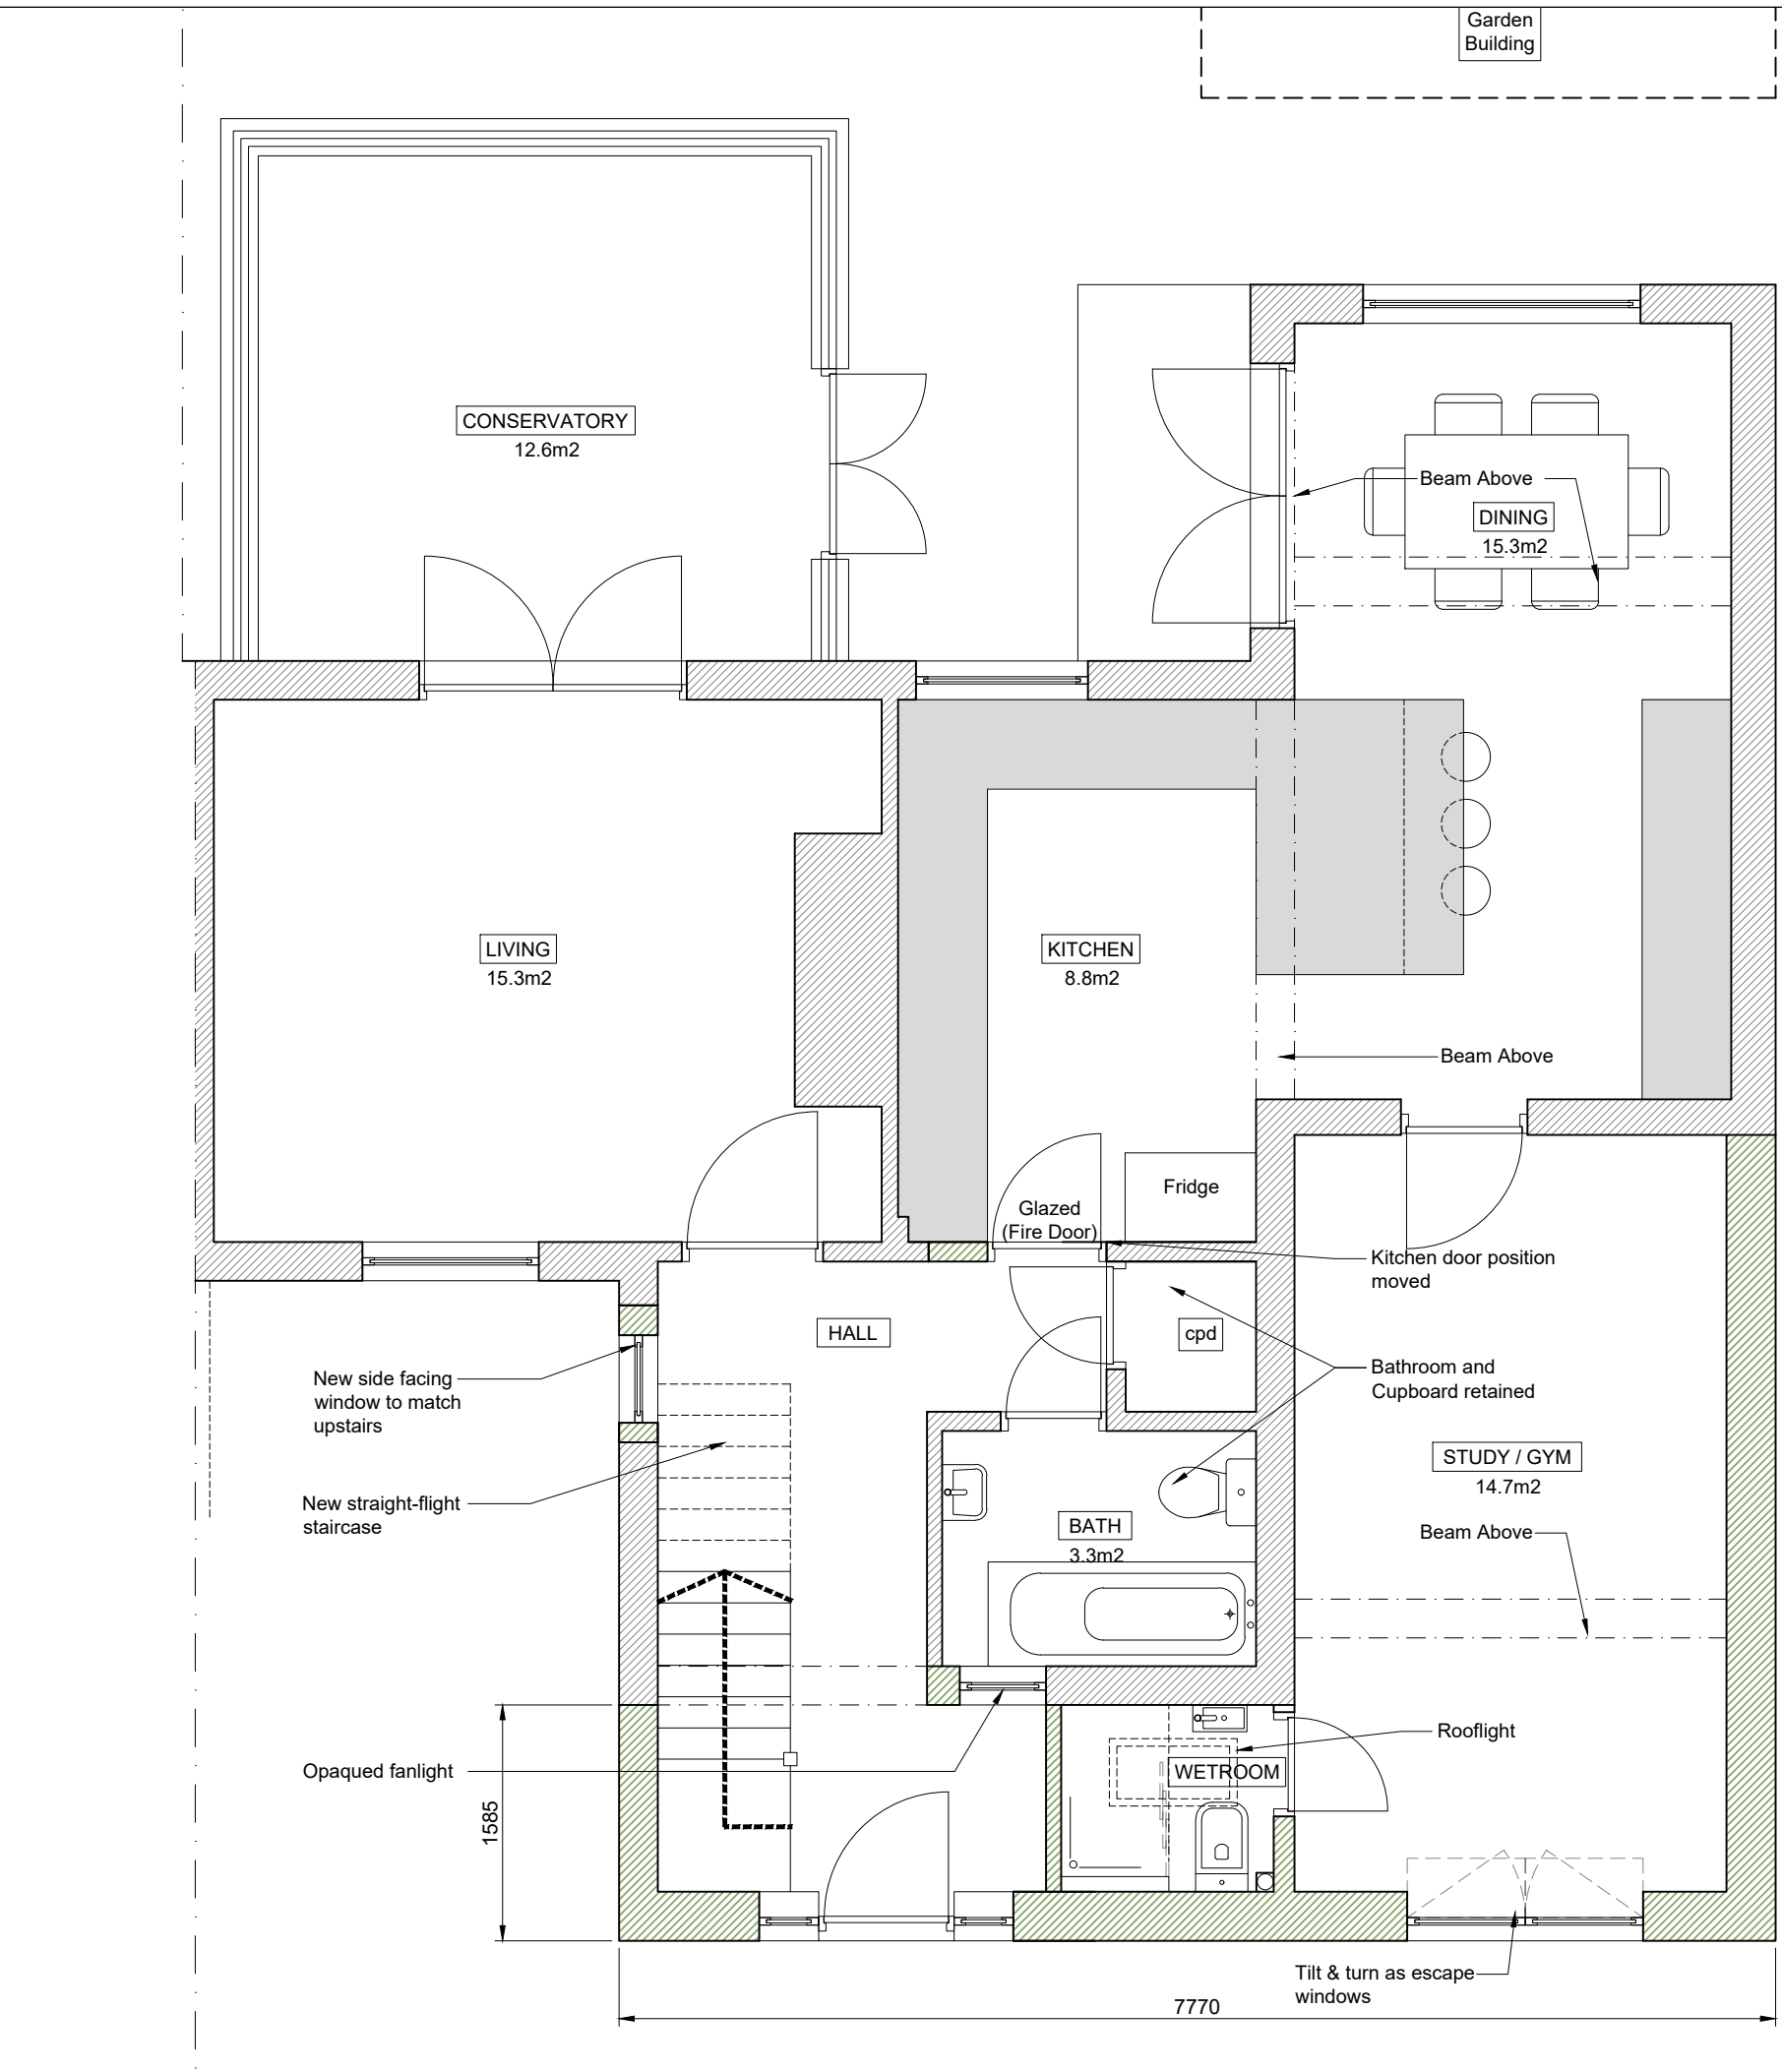 Garden
Building
CONSERVATORY
12.6m2
Beam Above
DINING
15.3m2
LIVING
15.3m2
KITCHEN
8.8m2
Beam Above
Fridge
Glazed
(Fire Door)
Kitchen door position
moved
HALL
cpd
New side facing
window to match
upstairs
Bathroom and
Cupboard retained
STUDY / GYM
14.7m2
New straight-flight
staircase
BATH
3.3m2
Beam Above
Rooflight
Opaqued fanlight
WETROOM
1585
Tilt & turn as escape
windows
7770